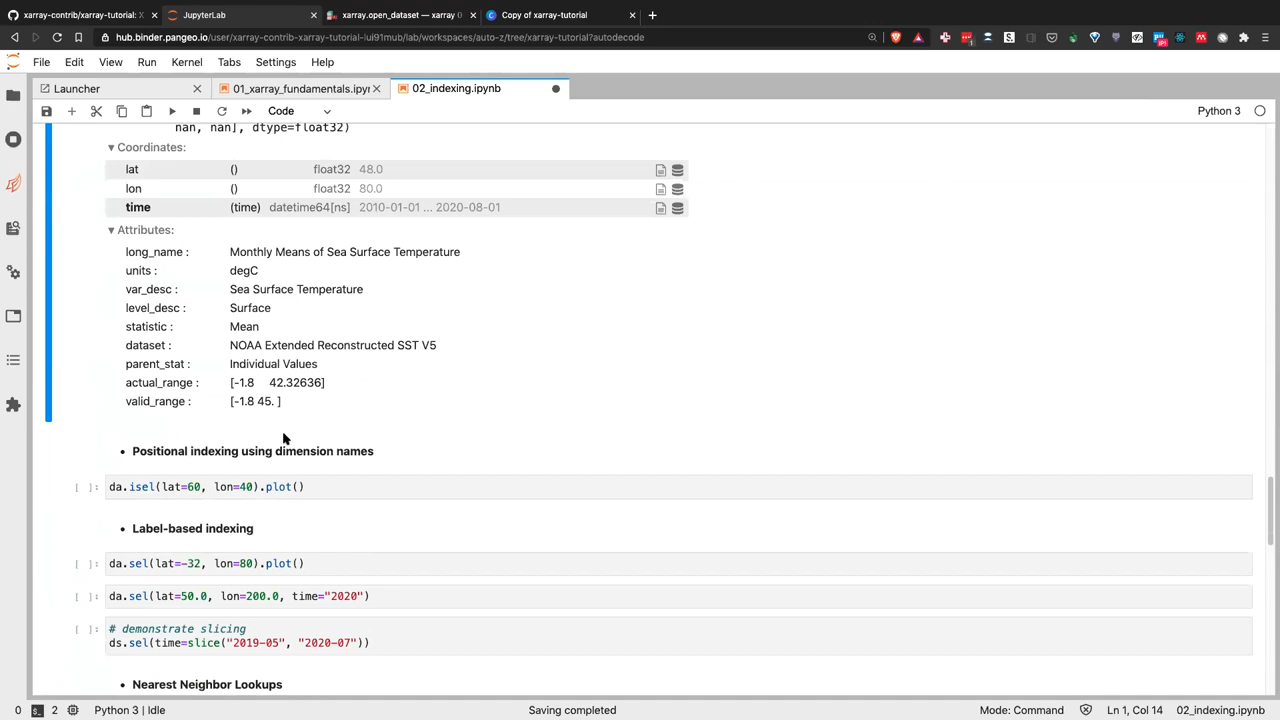 xarray-contrib/xarray-tutorial: X
JupyterLab
xarray.open_dataset — xarray
Copy of xarray-tutorial
hub.binder.pangeo.io/user/xarray-contrib-xarray-tutorial-lui91mub/lab/workspaces/auto-z/tree/xarray-tutorial?autodecode
File Edit View Run Kernel Tabs Settings Help
Launcher
01_xarray_fundamentals.ipyn
02_indexing.ipynb
Code
Python 3
nan, nan], dtype=float32)
▼ Coordinates:
lat () float32 48.0
lon () float32 80.0
time (time) datetime64[ns] 2010-01-01 ... 2020-08-01
▼ Attributes:
long_name : Monthly Means of Sea Surface Temperature
units : degC
var_desc : Sea Surface Temperature
level_desc : Surface
statistic : Mean
dataset : NOAA Extended Reconstructed SST V5
parent_stat : Individual Values
actual_range : [-1.8 42.32636]
valid_range : [-1.8 45. ]
• Positional indexing using dimension names
[ ]: da.isel(lat=60, lon=40).plot()
• Label-based indexing
[ ]: da.sel(lat=-32, lon=80).plot()
[ ]: da.sel(lat=50.0, lon=200.0, time="2020")
[ ]: # demonstrate slicing
ds.sel(time=slice("2019-05", "2020-07"))
• Nearest Neighbor Lookups
0 2 Python 3 | Idle Saving completed Mode: Command Ln 1, Col 14 02_indexing.ipynb